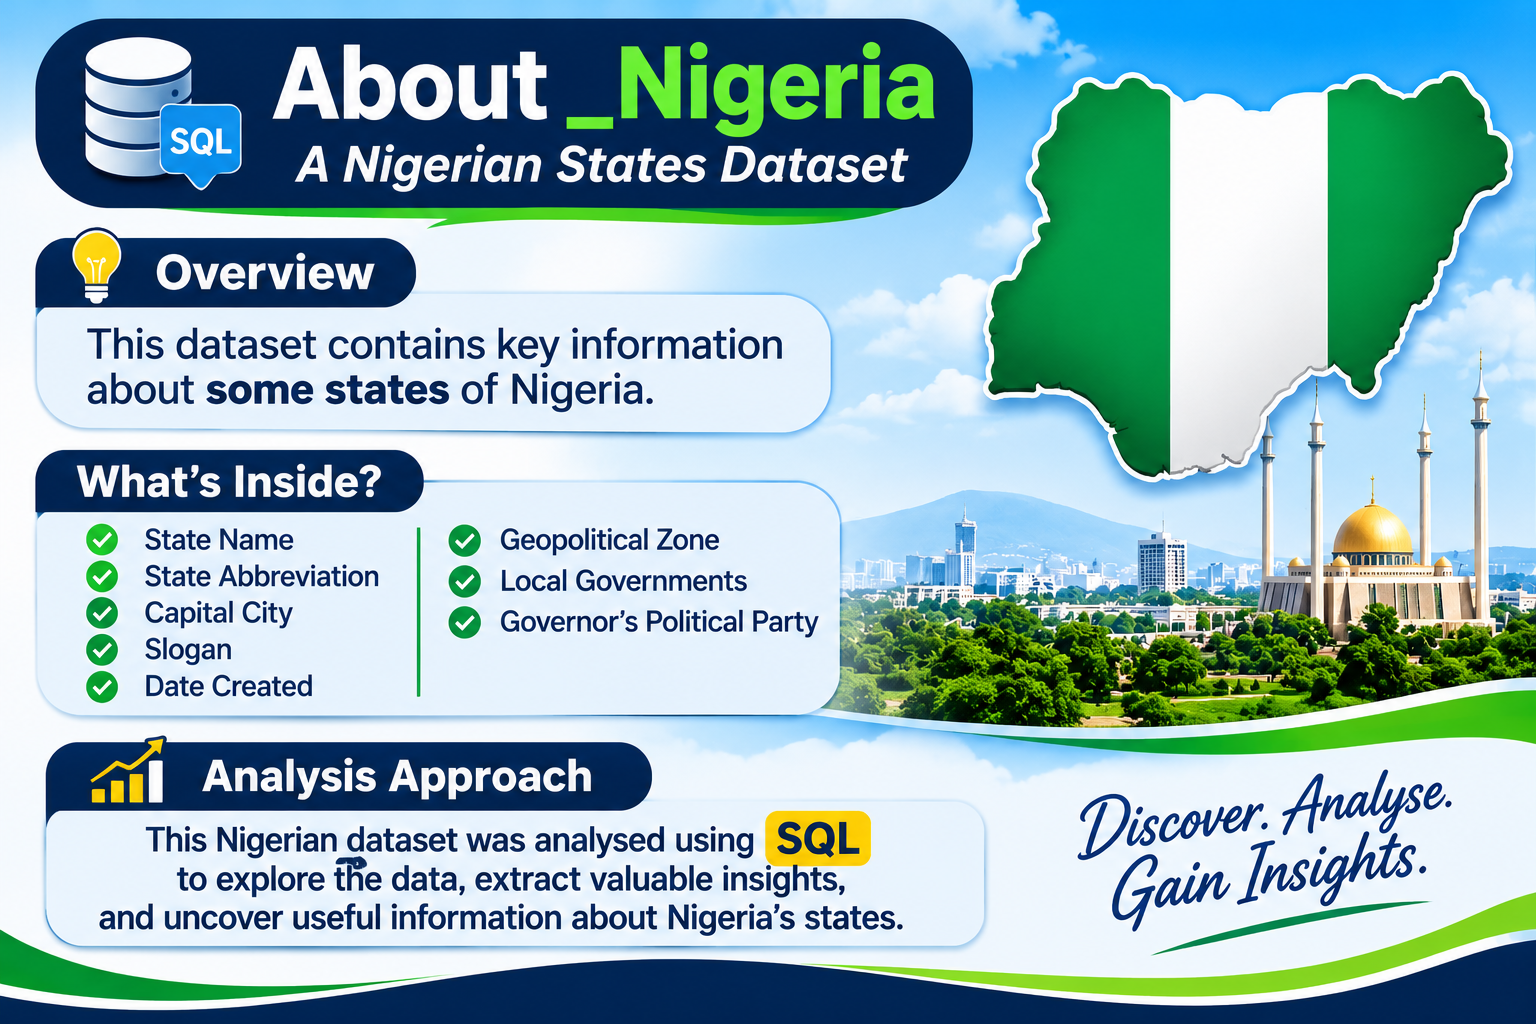 SQL
About _Nigeria
A Nigerian States Dataset
Overview
This dataset contains key information
about some states of Nigeria.
What's Inside?
State Name
State Abbreviation
Capital City
Slogan
Date Created
Geopolitical Zone
Local Governments
Governor's Political Party
Analysis Approach
This Nigerian dataset was analysed using SQL
to explore the data, extract valuable insights,
and uncover useful information about Nigeria's states.
Discover. Analyse.
Gain Insights.